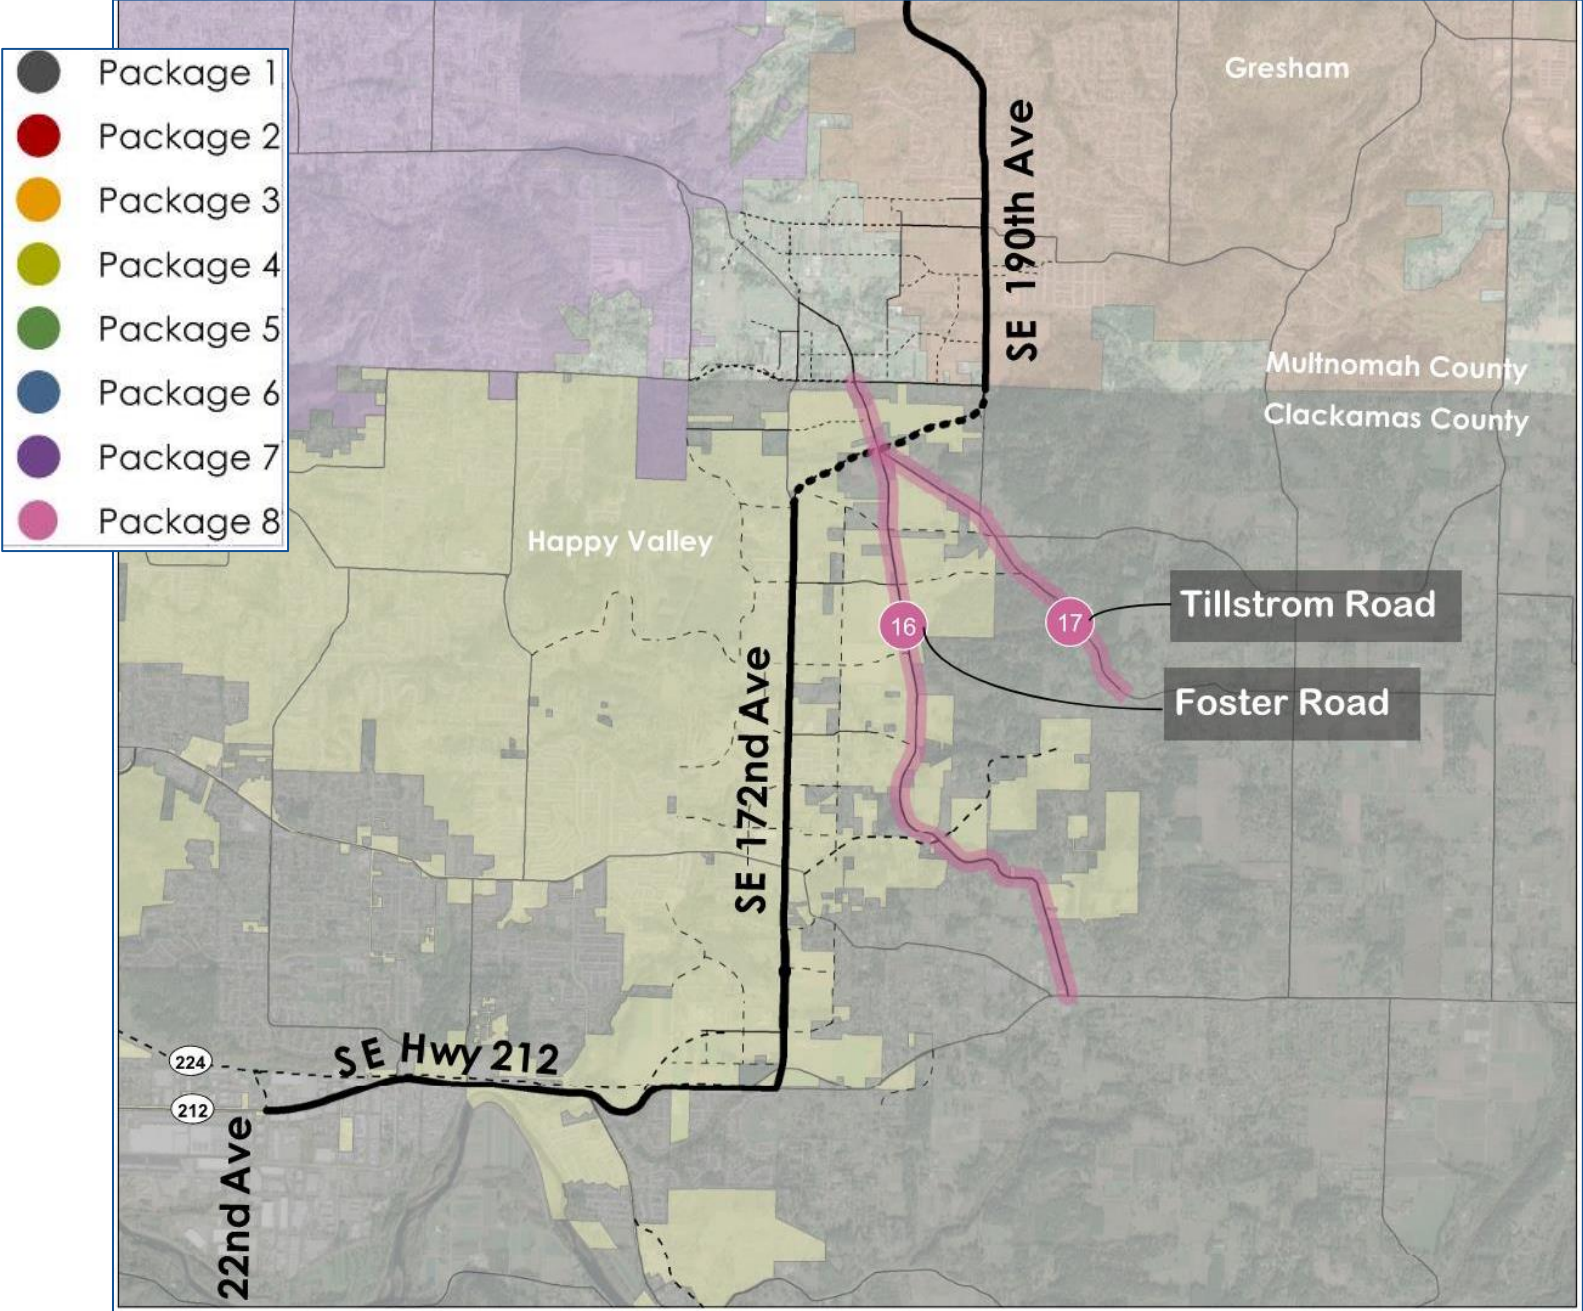 Package 1
Package 2
Package 3
Package 4
Package 5
Package 6
Package 7
Package 8
Gresham
SE 190th Ave
Multnomah County
Clackamas County
Happy Valley
16
17
Tillstrom Road
Foster Road
SE 172nd Ave
SE Hwy 212
224
212
22nd Ave